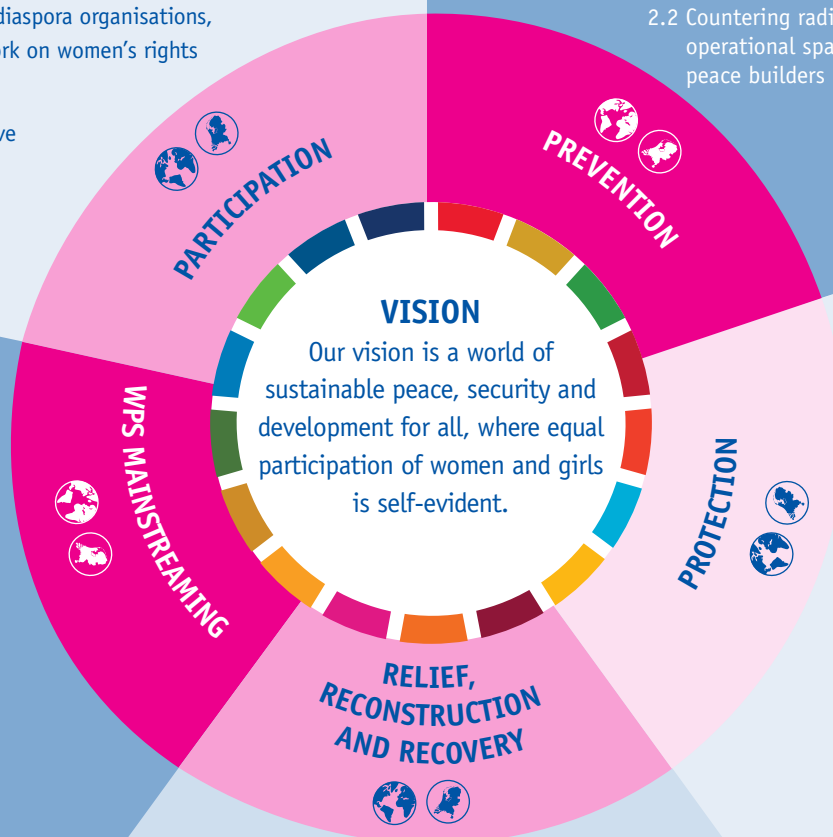 diaspora organisations,
rk on women's rights
ve
2.2 Countering radi
operational spa
peace builders
PARTICIPATION
PREVENTION
VISION
Our vision is a world of
sustainable peace, security and
development for all, where equal
participation of women and girls
is self-evident.
WPS MAINSTREAMING
PROTECTION
RELIEF,
RECONSTRUCTION
AND RECOVERY